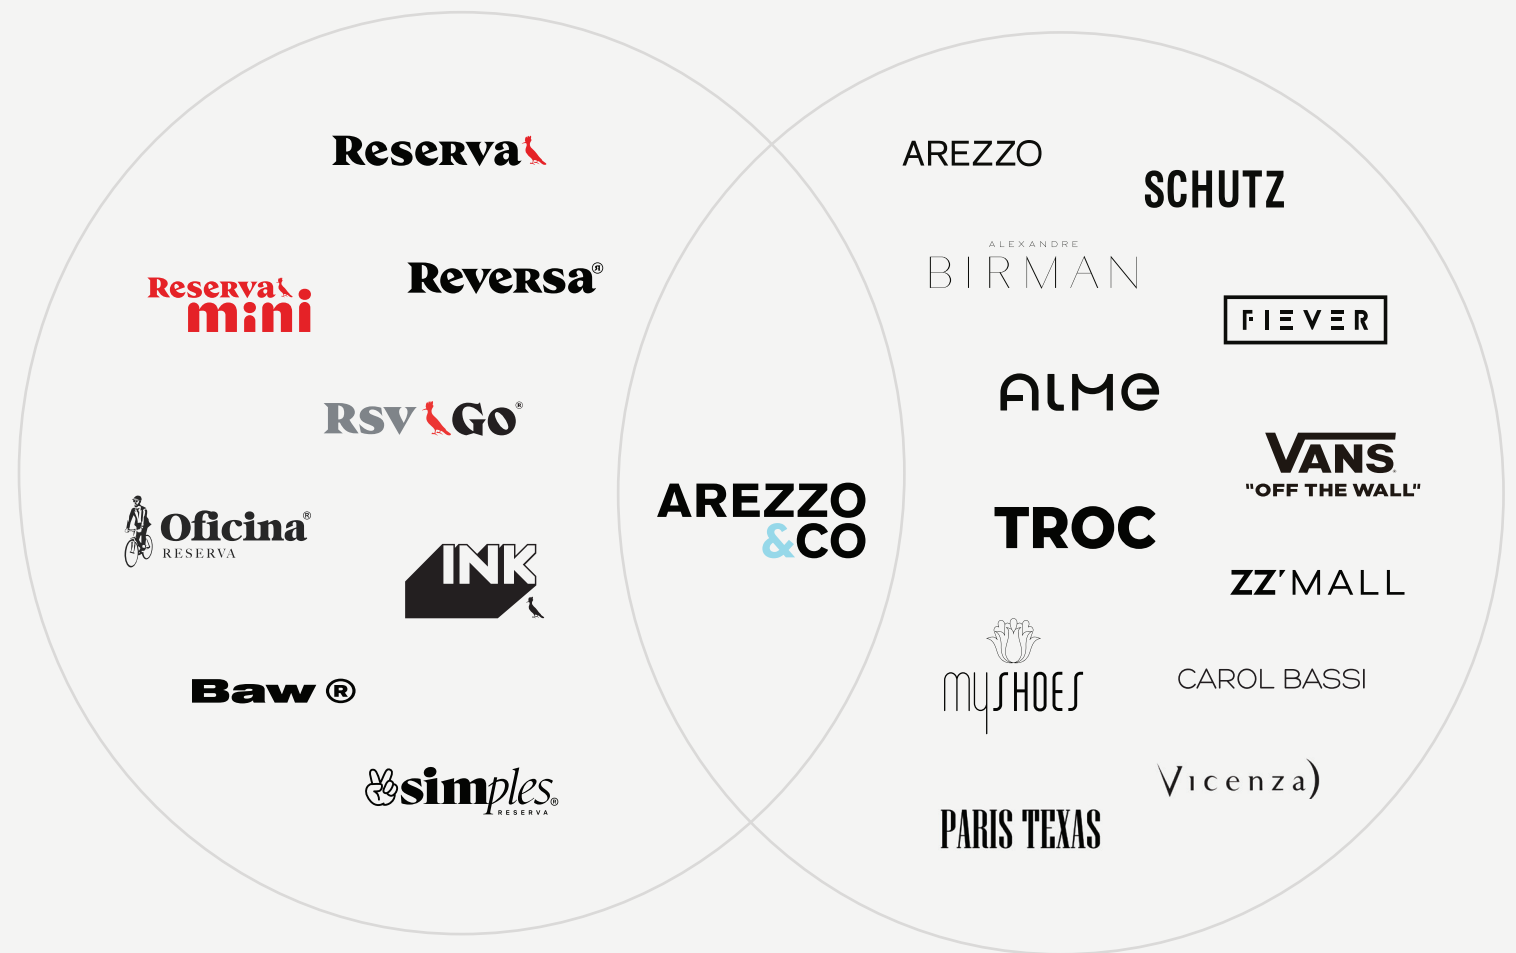 Reserva
Reserva
mini
Reversa®
Rsv Go®
Oficina®
RESERVA
INK
Baw ®
simples®
RESERVA
AREZZO
&CO
AREZZO
SCHUTZ
ALEXANDRE
BIRMAN
FIEVER
ALME
VANS
"OFF THE WALL"
TROC
ZZ'MALL
mySHOES
CAROL BASSI
Vicenza)
PARIS TEXAS